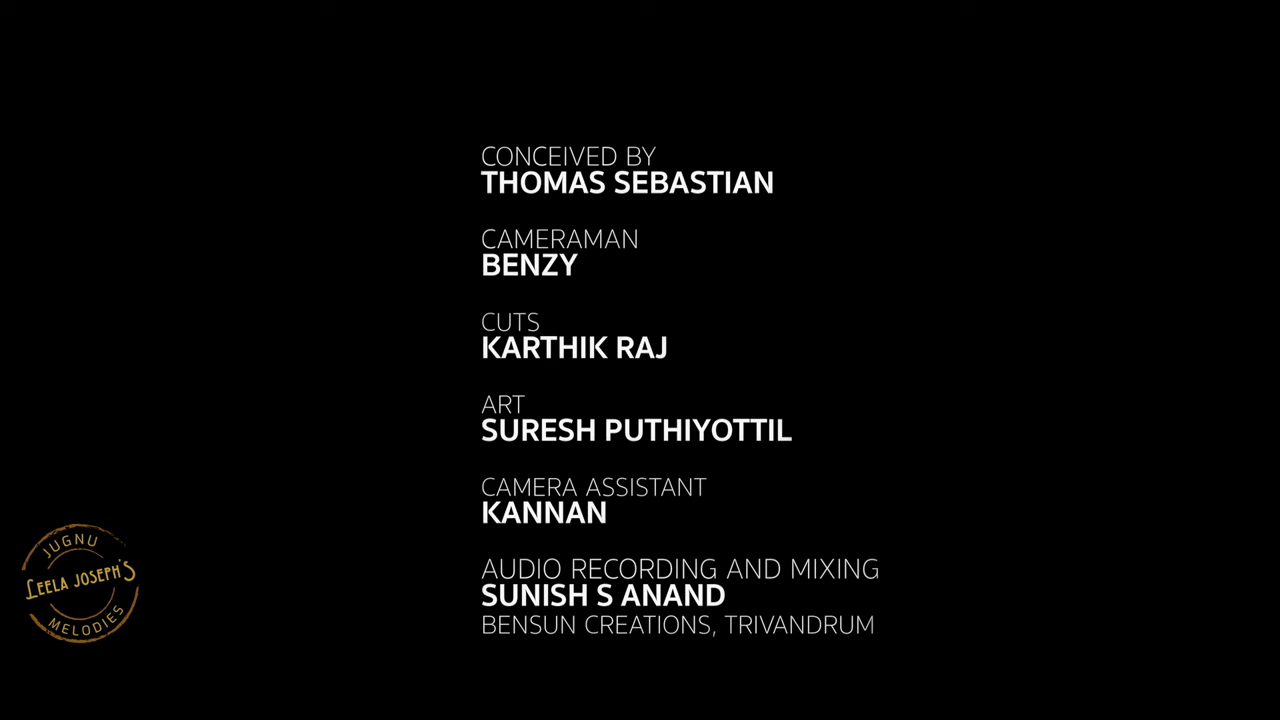 CONCEIVED BY
THOMAS SEBASTIAN
CAMERAMAN
BENZY
CUTS
KARTHIK RAJ
ART
SURESH PUTHIYOTTIL
CAMERA ASSISTANT
KANNAN
AUDIO RECORDING AND MIXING
SUNISH S ANAND
BENSUN CREATIONS, TRIVANDRUM
JUGNU
LEELA JOSEPH'S
MELODIES